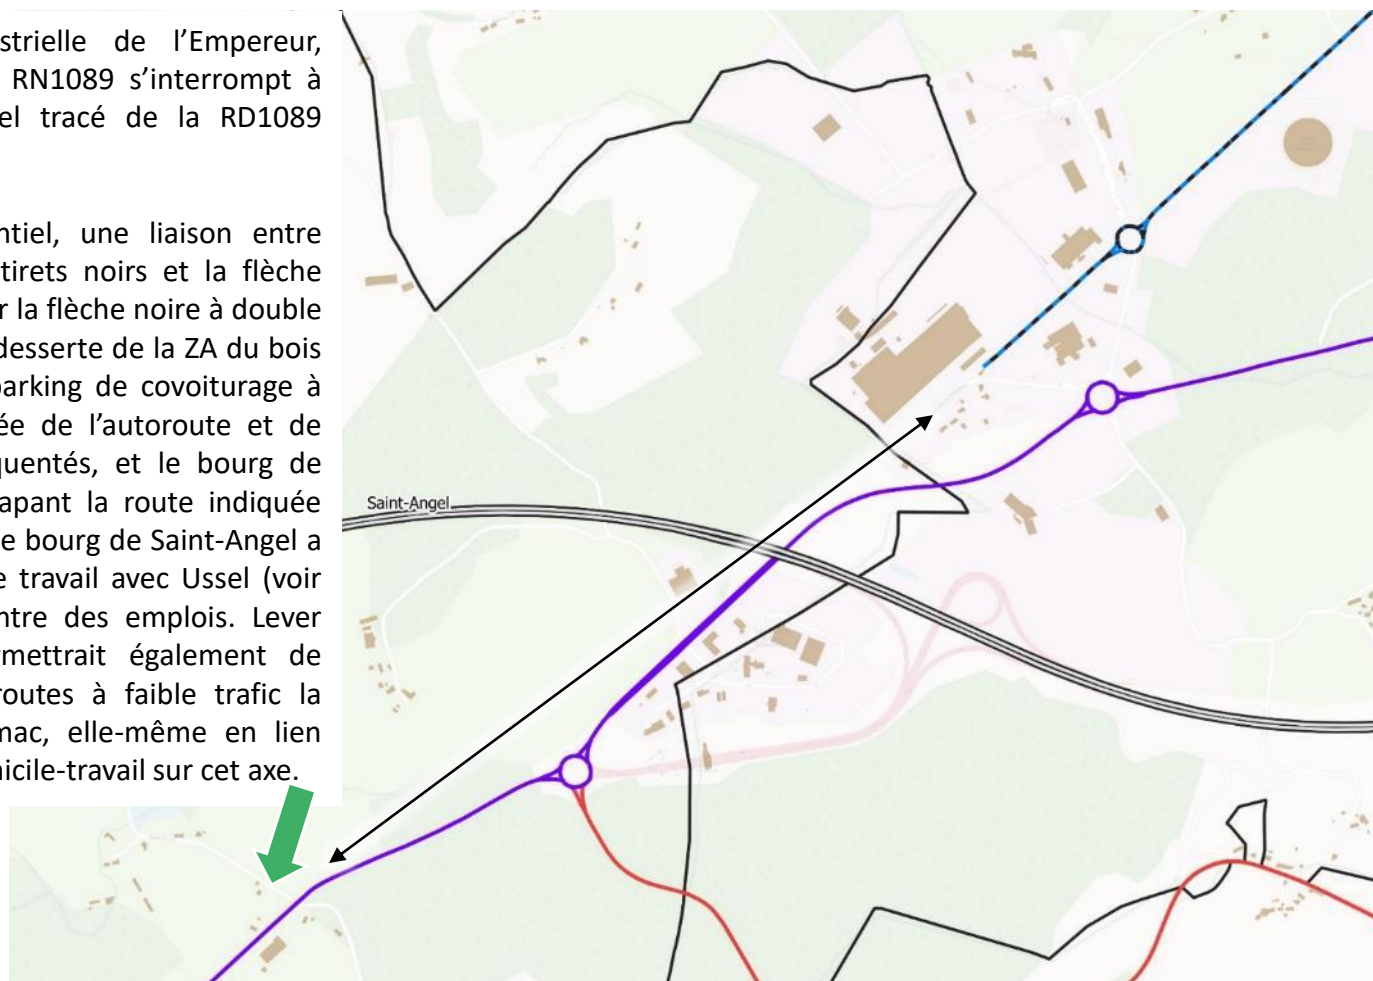 strielle de l’Empereur,
RN1089 s’interrompt à
el tracé de la RD1089
ntiel, une liaison entre
tirets noirs et la flèche
r la flèche noire à double
desserte de la ZA du bois
parking de covoiturage à
ée de l’autoroute et de
quentés, et le bourg de
apant la route indiquée
e bourg de Saint-Angel a
e travail avec Ussel (voir
ntre des emplois. Lever
rmettrait également de
routes à faible trafic la
mac, elle-même en lien
nicile-travail sur cet axe.
Saint-Angel